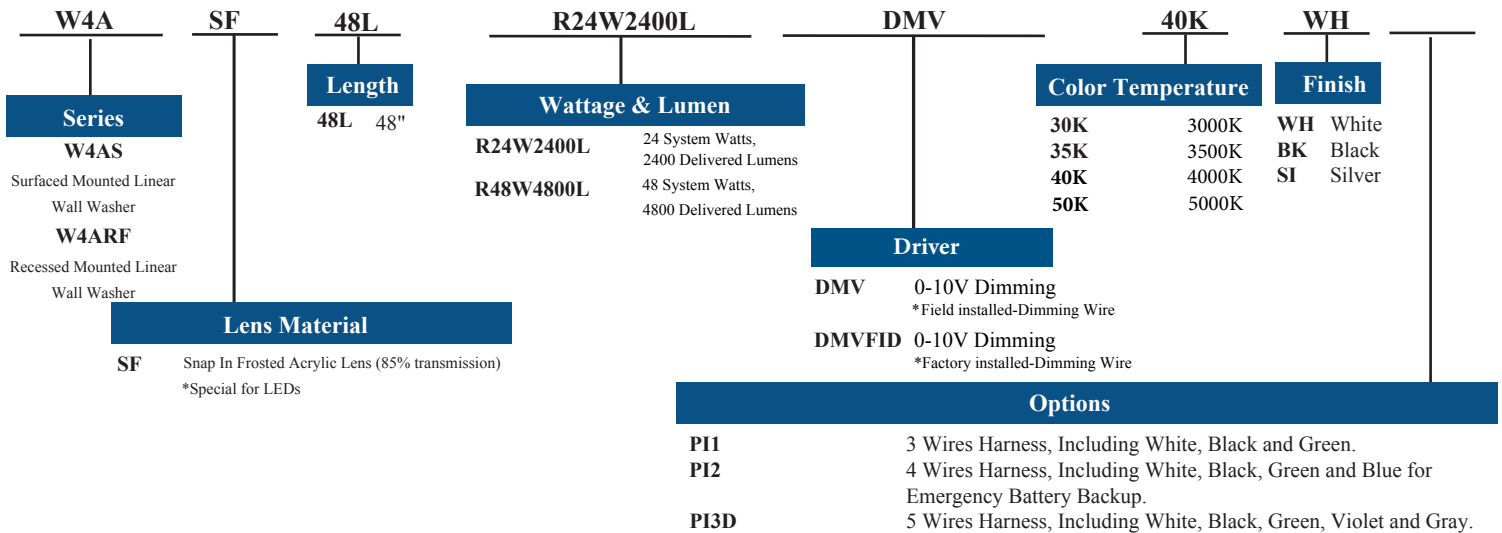 W4A SF 48L R24W2400L DMV 40K WH
Series
W4AS
Surfaced Mounted Linear
Wall Washer
W4ARF
Recessed Mounted Linear
Wall Washer
Lens Material
SF Snap In Frosted Acrylic Lens (85% transmission)
*Special for LEDs
Length
48L 48"
Wattage & Lumen
R24W2400L 24 System Watts,
2400 Delivered Lumens
R48W4800L 48 System Watts,
4800 Delivered Lumens
Driver
DMV 0-10V Dimming
*Field installed-Dimming Wire
DMVFID 0-10V Dimming
*Factory installed-Dimming Wire
Color Temperature
30K 3000K
35K 3500K
40K 4000K
50K 5000K
Finish
WH White
BK Black
SI Silver
Options
PI1 3 Wires Harness, Including White, Black and Green.
PI2 4 Wires Harness, Including White, Black, Green and Blue for
Emergency Battery Backup.
PI3D 5 Wires Harness, Including White, Black, Green, Violet and Gray.